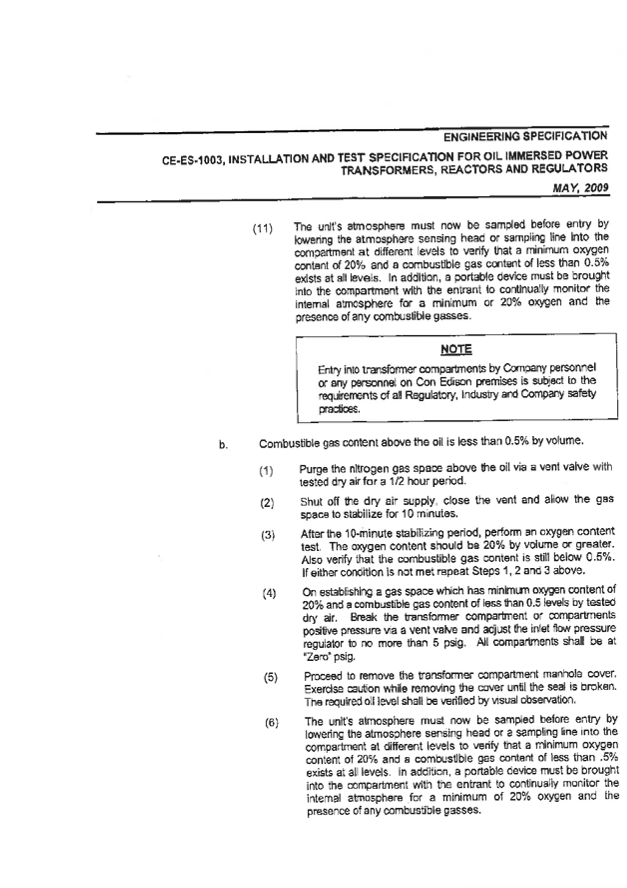 ENGINEERING SPECIFICATION
CE-ES-1003, INSTALLATION AND TEST SPECIFICATION FOR OIL IMMERSED POWER
TRANSFORMERS, REACTORS AND REGULATORS
MAY, 2009
(11) The unit's atmosphere must now be sampled before entry by
lowering the atmosphere sensing head or sampling line into the
compartment at different levels to verify that a minimum oxygen
content of 20% and a combustible gas content of less than 0.5%
exists at all levels. In addition, a portable device must be brought
into the compartment with the entrant to continually monitor the
internal atmosphere for a minimum or 20% oxygen and the
presence of any combustible gasses.
NOTE
Entry into transformer compartments by Company personnel
or any personnel on Con Edison premises is subject to the
requirements of all Regulatory, Industry and Company safety
practices.
b. Combustible gas content above the oil is less than 0.5% by volume.
(1) Purge the nitrogen gas space above the oil via a vent valve with
tested dry air for a 1/2 hour period.
(2) Shut off the dry air supply, close the vent and allow the gas
space to stabilize for 10 minutes.
(3) After the 10-minute stabilizing period, perform an oxygen content
test. The oxygen content should be 20% by volume or greater.
Also verify that the combustible gas content is still below 0.5%.
If either condition is not met repeat Steps 1, 2 and 3 above.
(4) On establishing a gas space which has minimum oxygen content of
20% and a combustible gas content of less than 0.5 levels by tested
dry air. Break the transformer compartment or compartments
positive pressure via a vent valve and adjust the inlet flow pressure
regulator to no more than 5 psig. All compartments shall be at
"Zero" psig.
(5) Proceed to remove the transformer compartment manhole cover.
Exercise caution while removing the cover until the seal is broken.
The required oil level shall be verified by visual observation.
(6) The unit's atmosphere must now be sampled before entry by
lowering the atmosphere sensing head or a sampling line into the
compartment at different levels to verify that a minimum oxygen
content of 20% and a combustible gas content of less than .5%
exists at all levels. In addition, a portable device must be brought
into the compartment with the entrant to continually monitor the
internal atmosphere for a minimum of 20% oxygen and the
presence of any combustible gasses.